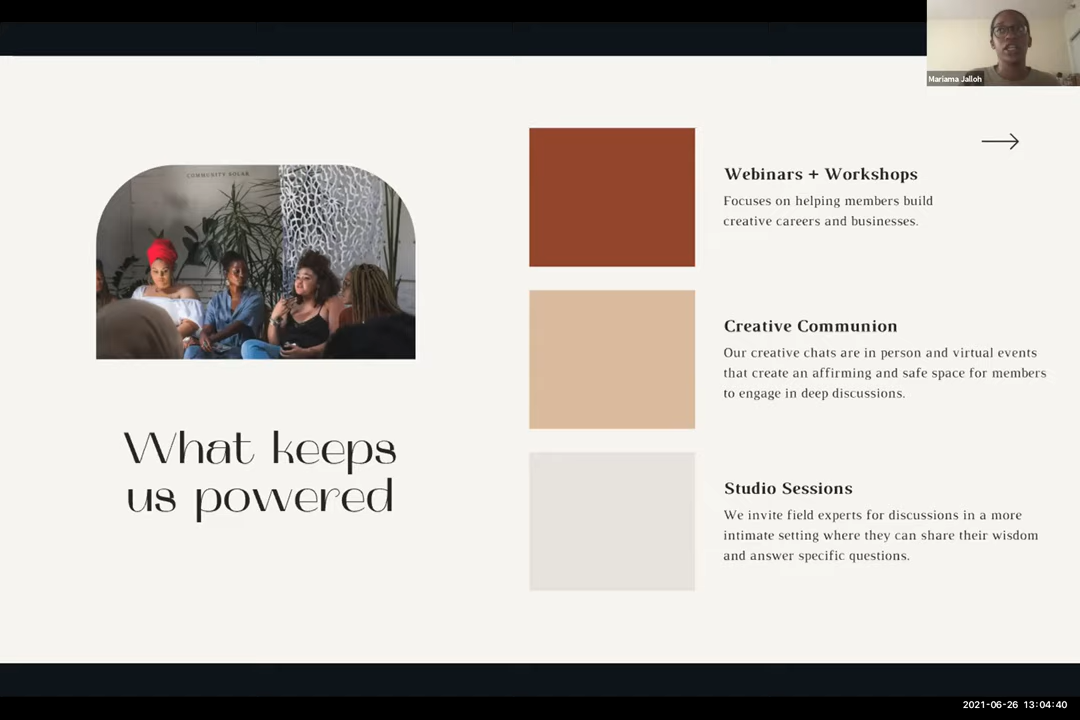 Mariama Jalloh
COMMUNITY SOLAR
What keeps
us powered
Webinars + Workshops
Focuses on helping members build
creative careers and businesses.
Creative Communion
Our creative chats are in person and virtual events
that create an affirming and safe space for members
to engage in deep discussions.
Studio Sessions
We invite field experts for discussions in a more
intimate setting where they can share their wisdom
and answer specific questions.
2021-06-26 13:04:40